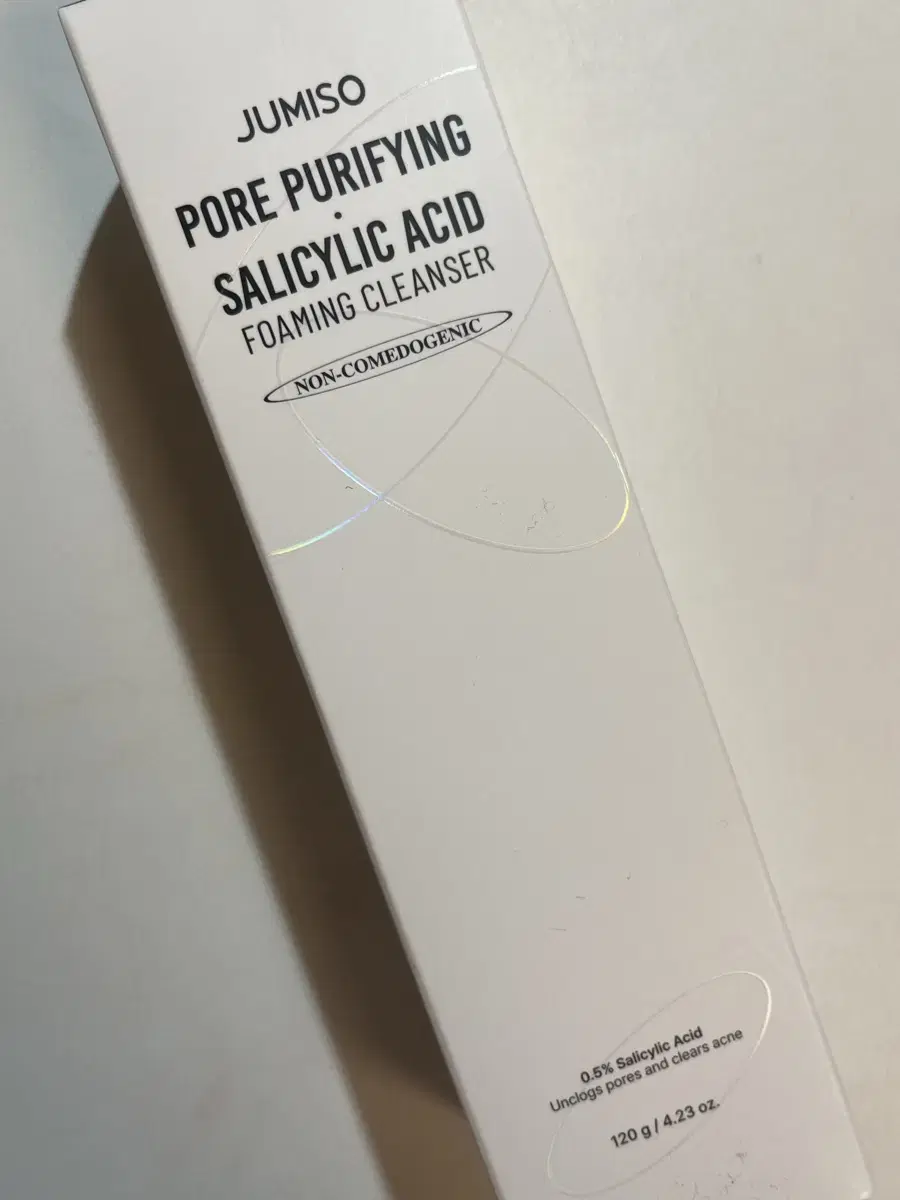 JUMISO
PORE PURIFYING
·
SALICYLIC ACID
FOAMING CLEANSER
NON-COMEDOGENIC
0.5% Salicylic Acid
Unclogs pores and clears acne
120 g / 4.23 oz.